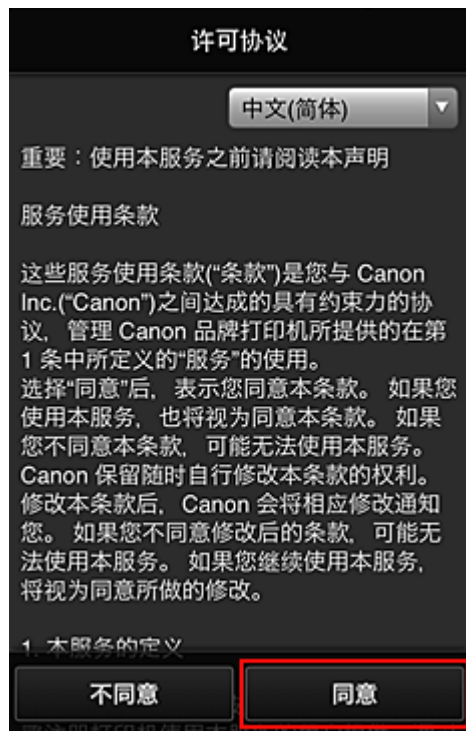 许可协议
中文(简体)
重要：使用本服务之前请阅读本声明
服务使用条款
这些服务使用条款(“条款”)是您与 Canon
Inc.(“Canon”)之间达成的具有约束力的协
议，管理 Canon 品牌打印机所提供的在第
1 条中所定义的“服务”的使用。
选择“同意”后，表示您同意本条款。 如果您
使用本服务，也将视为同意本条款。 如果
您不同意本条款，可能无法使用本服务。
Canon 保留随时自行修改本条款的权利。
修改本条款后，Canon 会将相应修改通知
您。 如果您不同意修改后的条款，可能无
法使用本服务。 如果您继续使用本服务，
将视为同意所做的修改。
1. 本服务的定义
不同意
同意